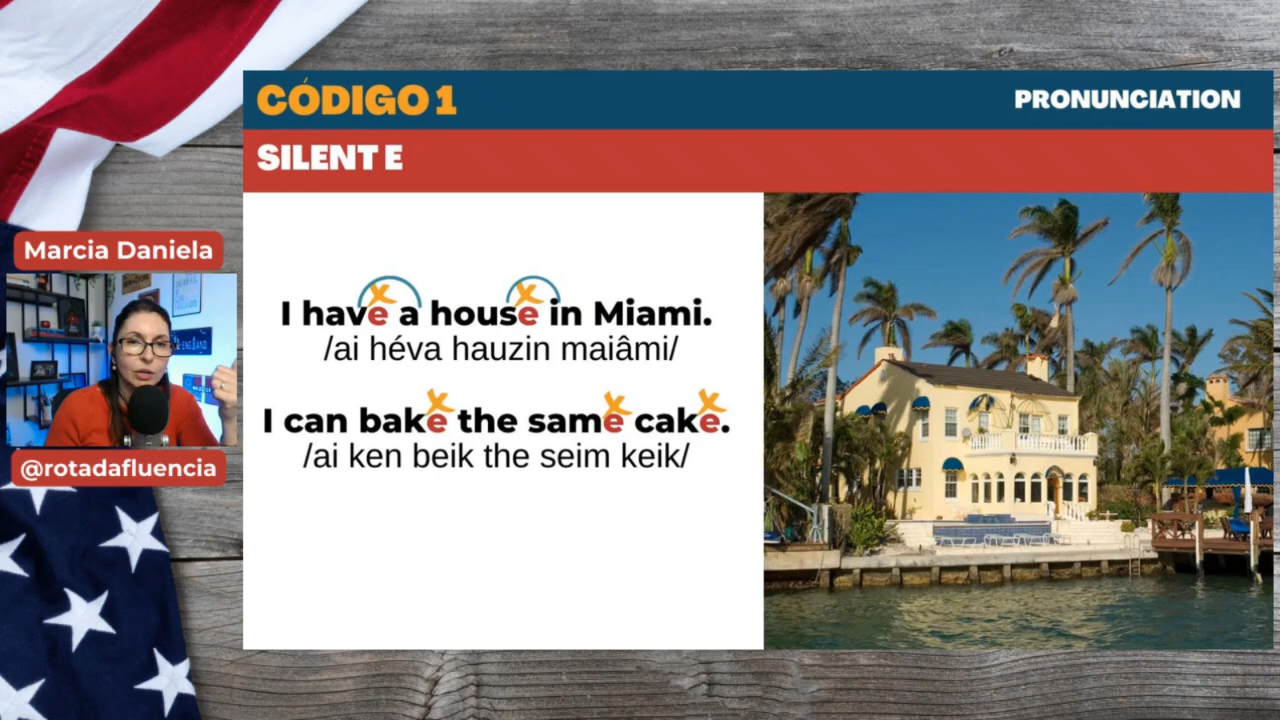 CÓDIGO 1
PRONUNCIATION
SILENT E
Marcia Daniela
I have a house in Miami.
/ai héva hauzin maiâmi/
I can bake the same cake.
/ai ken beik the seim keik/
@rotadafluencia